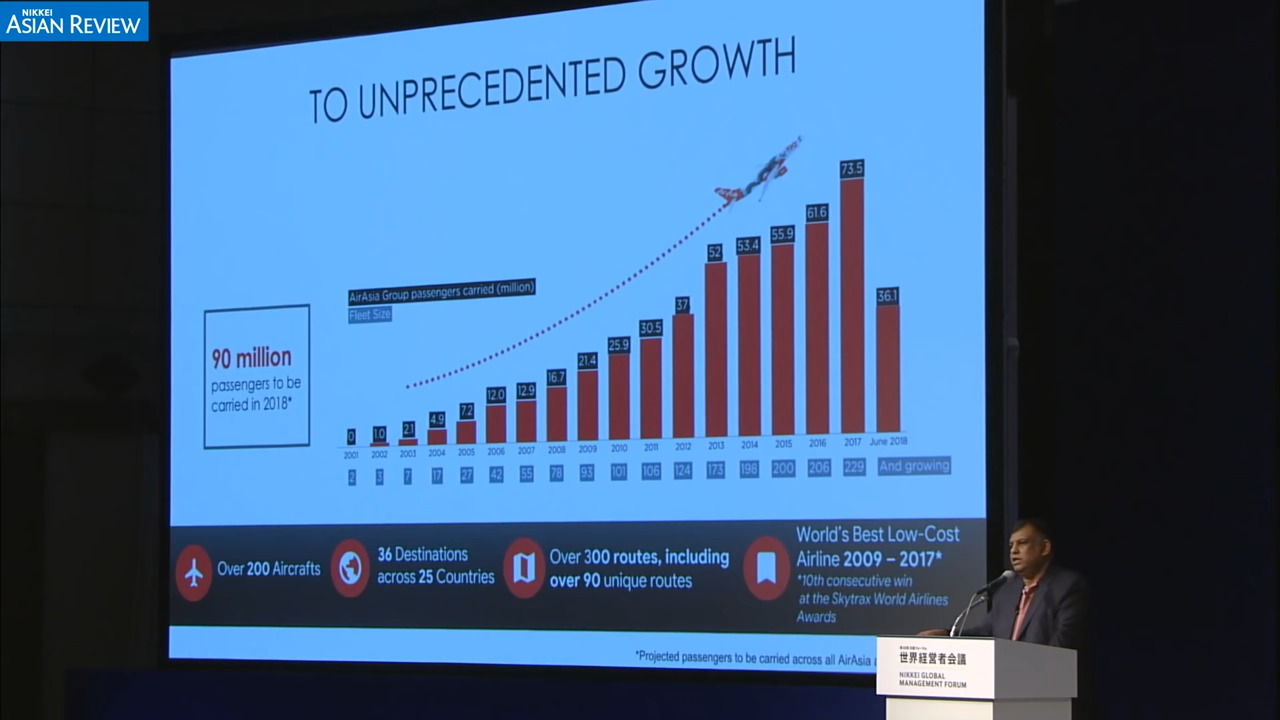 NIKKEI
ASIAN REVIEW
TO UNPRECEDENTED GROWTH
AirAsia Group passengers carried (million)
Fleet Size
90 million
passengers to be
carried in 2018*
0 1.0 2.1 4.9 7.2 12.0 12.9 16.7 21.4 25.9 30.5 37 52 53.4 55.9 61.6 73.5 36.1
2001 2002 2003 2004 2005 2006 2007 2008 2009 2010 2011 2012 2013 2014 2015 2016 2017 June 2018
2 3 7 17 27 42 55 78 93 101 106 124 173 198 200 206 229 And growing
Over 200 Aircrafts
36 Destinations
across 25 Countries
Over 300 routes, including
over 90 unique routes
World's Best Low-Cost
Airline 2009 – 2017*
*10th consecutive win
at the Skytrax World Airlines
Awards
*Projected passengers to be carried across all AirAsia
世界経営者会議
NIKKEI GLOBAL
MANAGEMENT FORUM